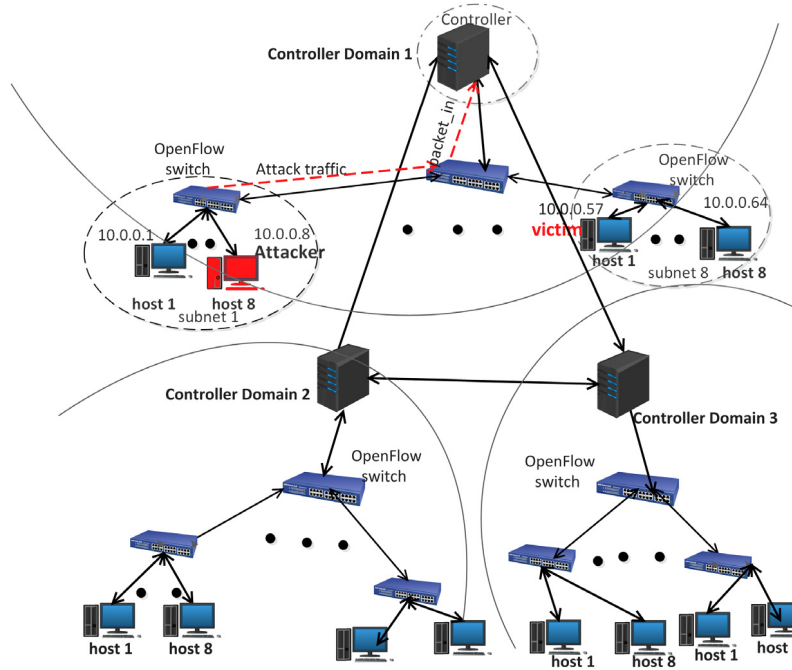 Controller
Controller Domain 1
packet_in
OpenFlow
switch
Attack traffic
OpenFlow
switch
10.0.0.1
10.0.0.8
Attacker
10.0.0.57
10.0.0.64
victim
host 1
host 8
subnet 1
host 1
subnet 8
host 8
Controller Domain 2
Controller Domain 3
OpenFlow
switch
OpenFlow
switch
host 1
host 8
host 1
host 8
host 1
host